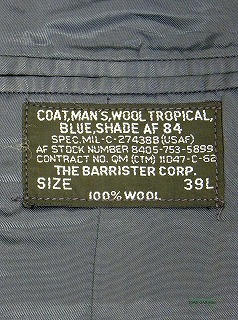 COAT, MAN'S, WOOL TROPICAL,
BLUE, SHADE AF 84
SPEC. MIL-C-27438B (USAF)
AF STOCK NUMBER 8405-753-5899
CONTRACT NO. QM (CTM) 11047-C-62
THE BARRISTER CORP.
SIZE 39L
100% WOOL